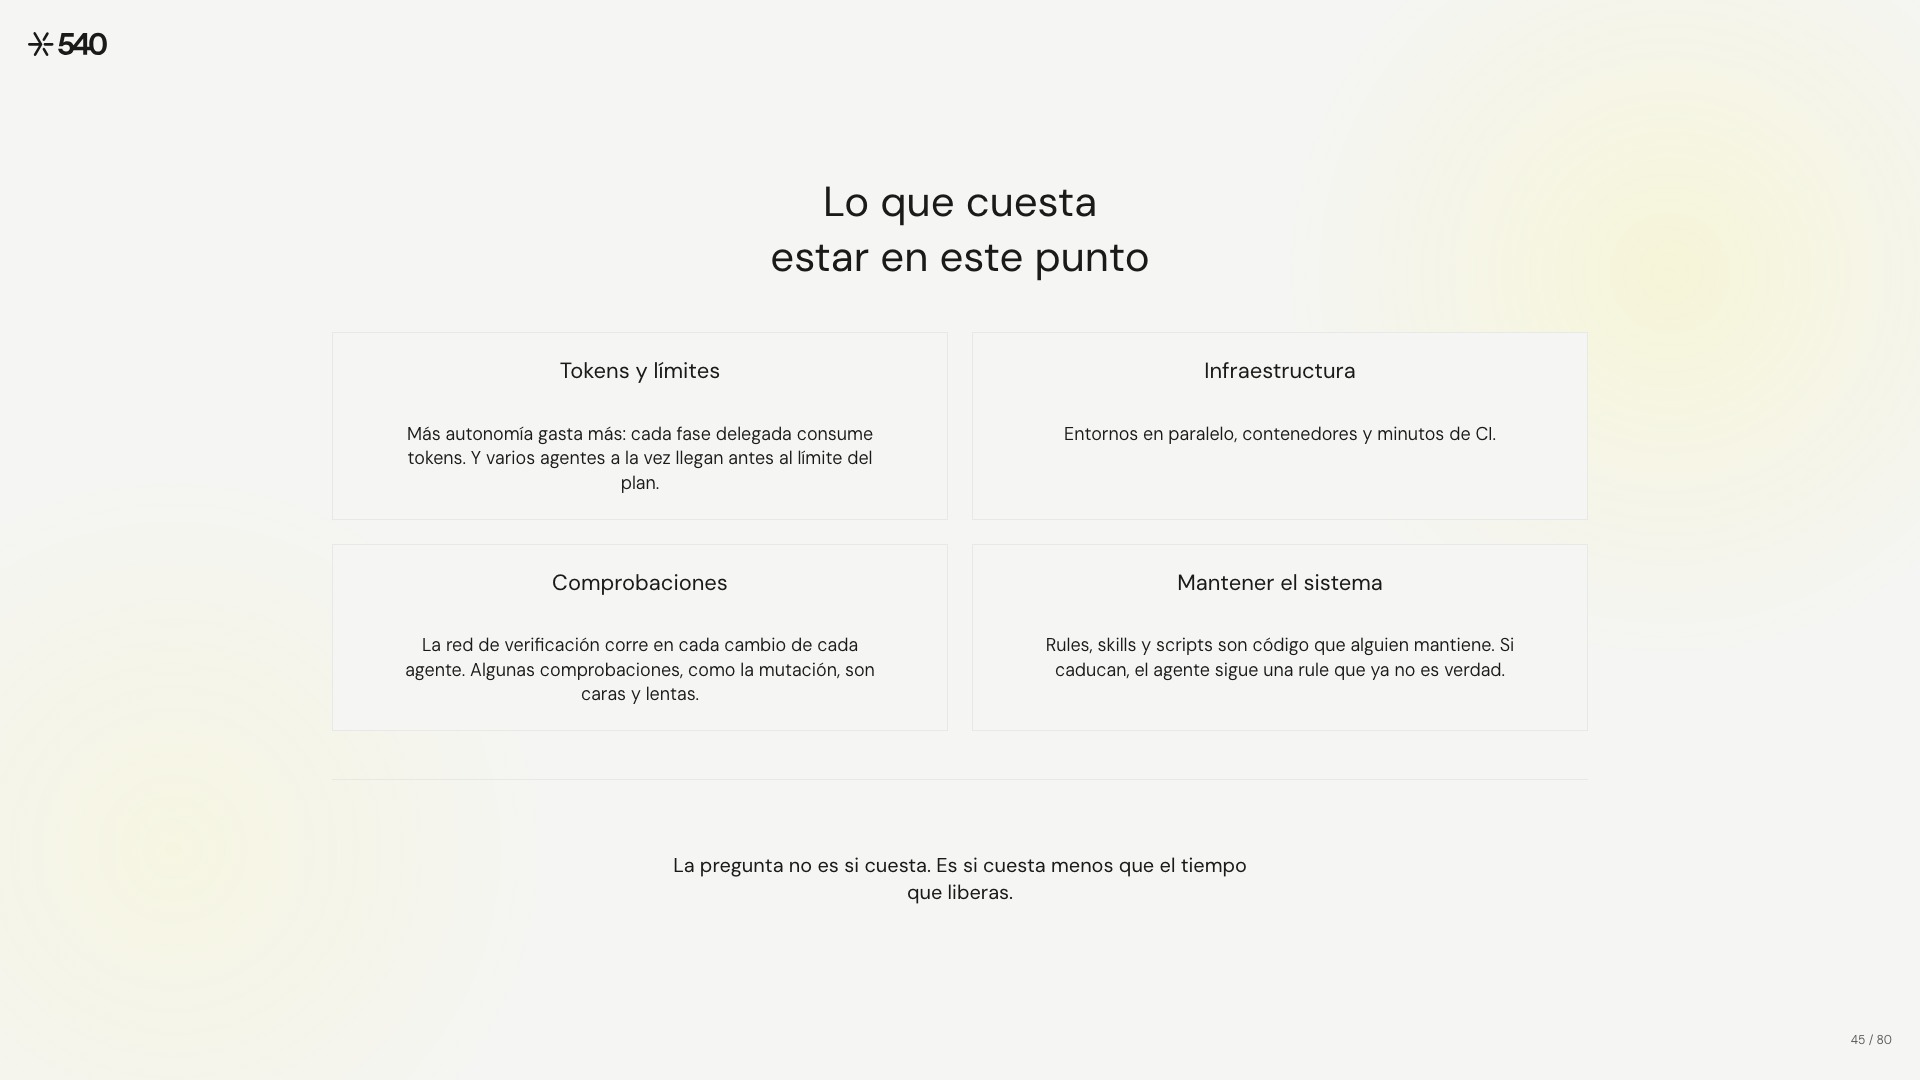 540
Lo que cuesta
estar en este punto
Tokens y límites
Más autonomía gasta más: cada fase delegada consume
tokens. Y varios agentes a la vez llegan antes al límite del
plan.
Infraestructura
Entornos en paralelo, contenedores y minutos de CI.
Comprobaciones
La red de verificación corre en cada cambio de cada
agente. Algunas comprobaciones, como la mutación, son
caras y lentas.
Mantener el sistema
Rules, skills y scripts son código que alguien mantiene. Si
caducan, el agente sigue una rule que ya no es verdad.
La pregunta no es si cuesta. Es si cuesta menos que el tiempo
que liberas.
45 / 80